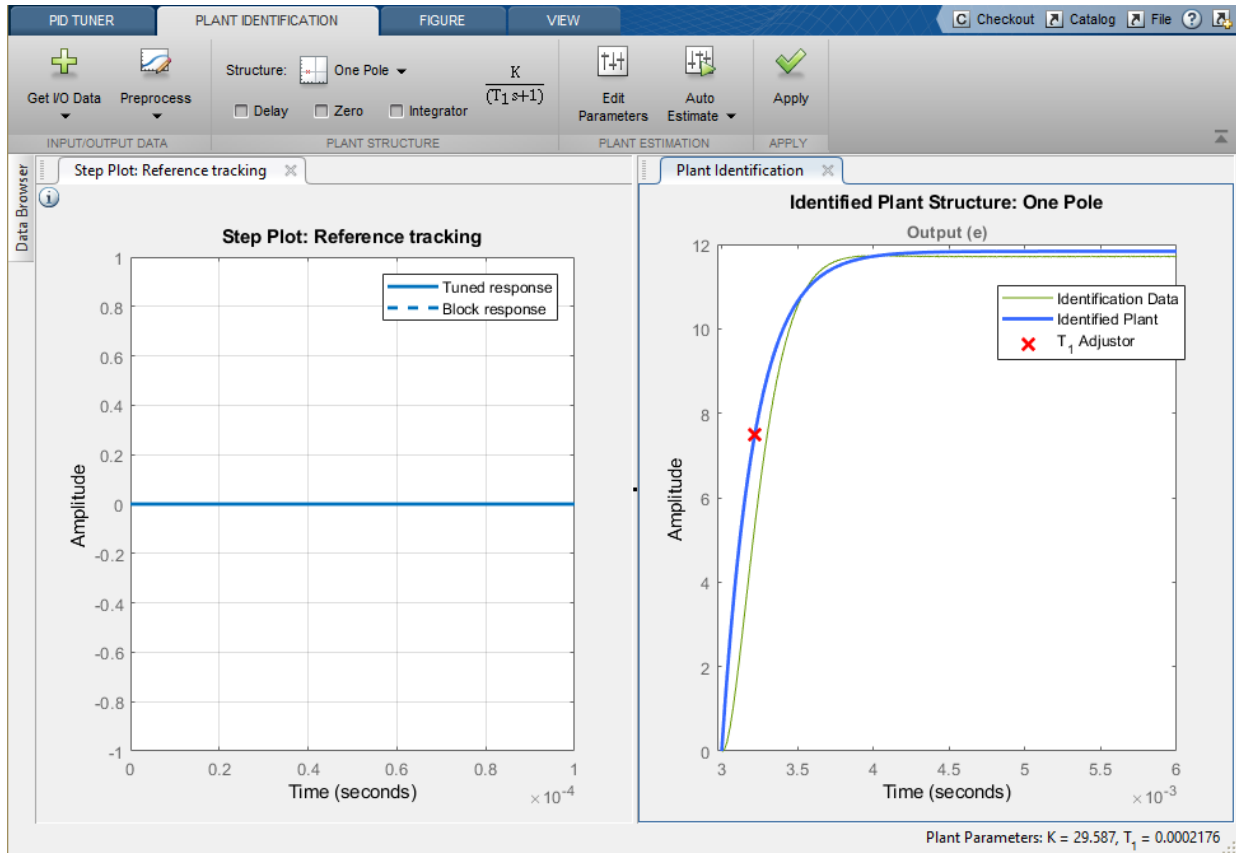 PID TUNER PLANT IDENTIFICATION FIGURE VIEW C Checkout Catalog File ?
Structure: One Pole
K
(T1s+1)
Get I/O Data Preprocess
Delay Zero Integrator
Edit Parameters
Auto Estimate
Apply
INPUT/OUTPUT DATA PLANT STRUCTURE PLANT ESTIMATION APPLY
Data Browser
Step Plot: Reference tracking
i
Step Plot: Reference tracking
Tuned response
Block response
Amplitude
1
0.8
0.6
0.4
0.2
0
-0.2
-0.4
-0.6
-0.8
-1
0 0.2 0.4 0.6 0.8 1
Time (seconds) ×10-4
Plant Identification
Identified Plant Structure: One Pole
Output (e)
Identification Data
Identified Plant
T1 Adjustor
Amplitude
12
10
8
6
4
2
0
3 3.5 4 4.5 5 5.5 6
Time (seconds) ×10-3
Plant Parameters: K = 29.587, T1 = 0.0002176